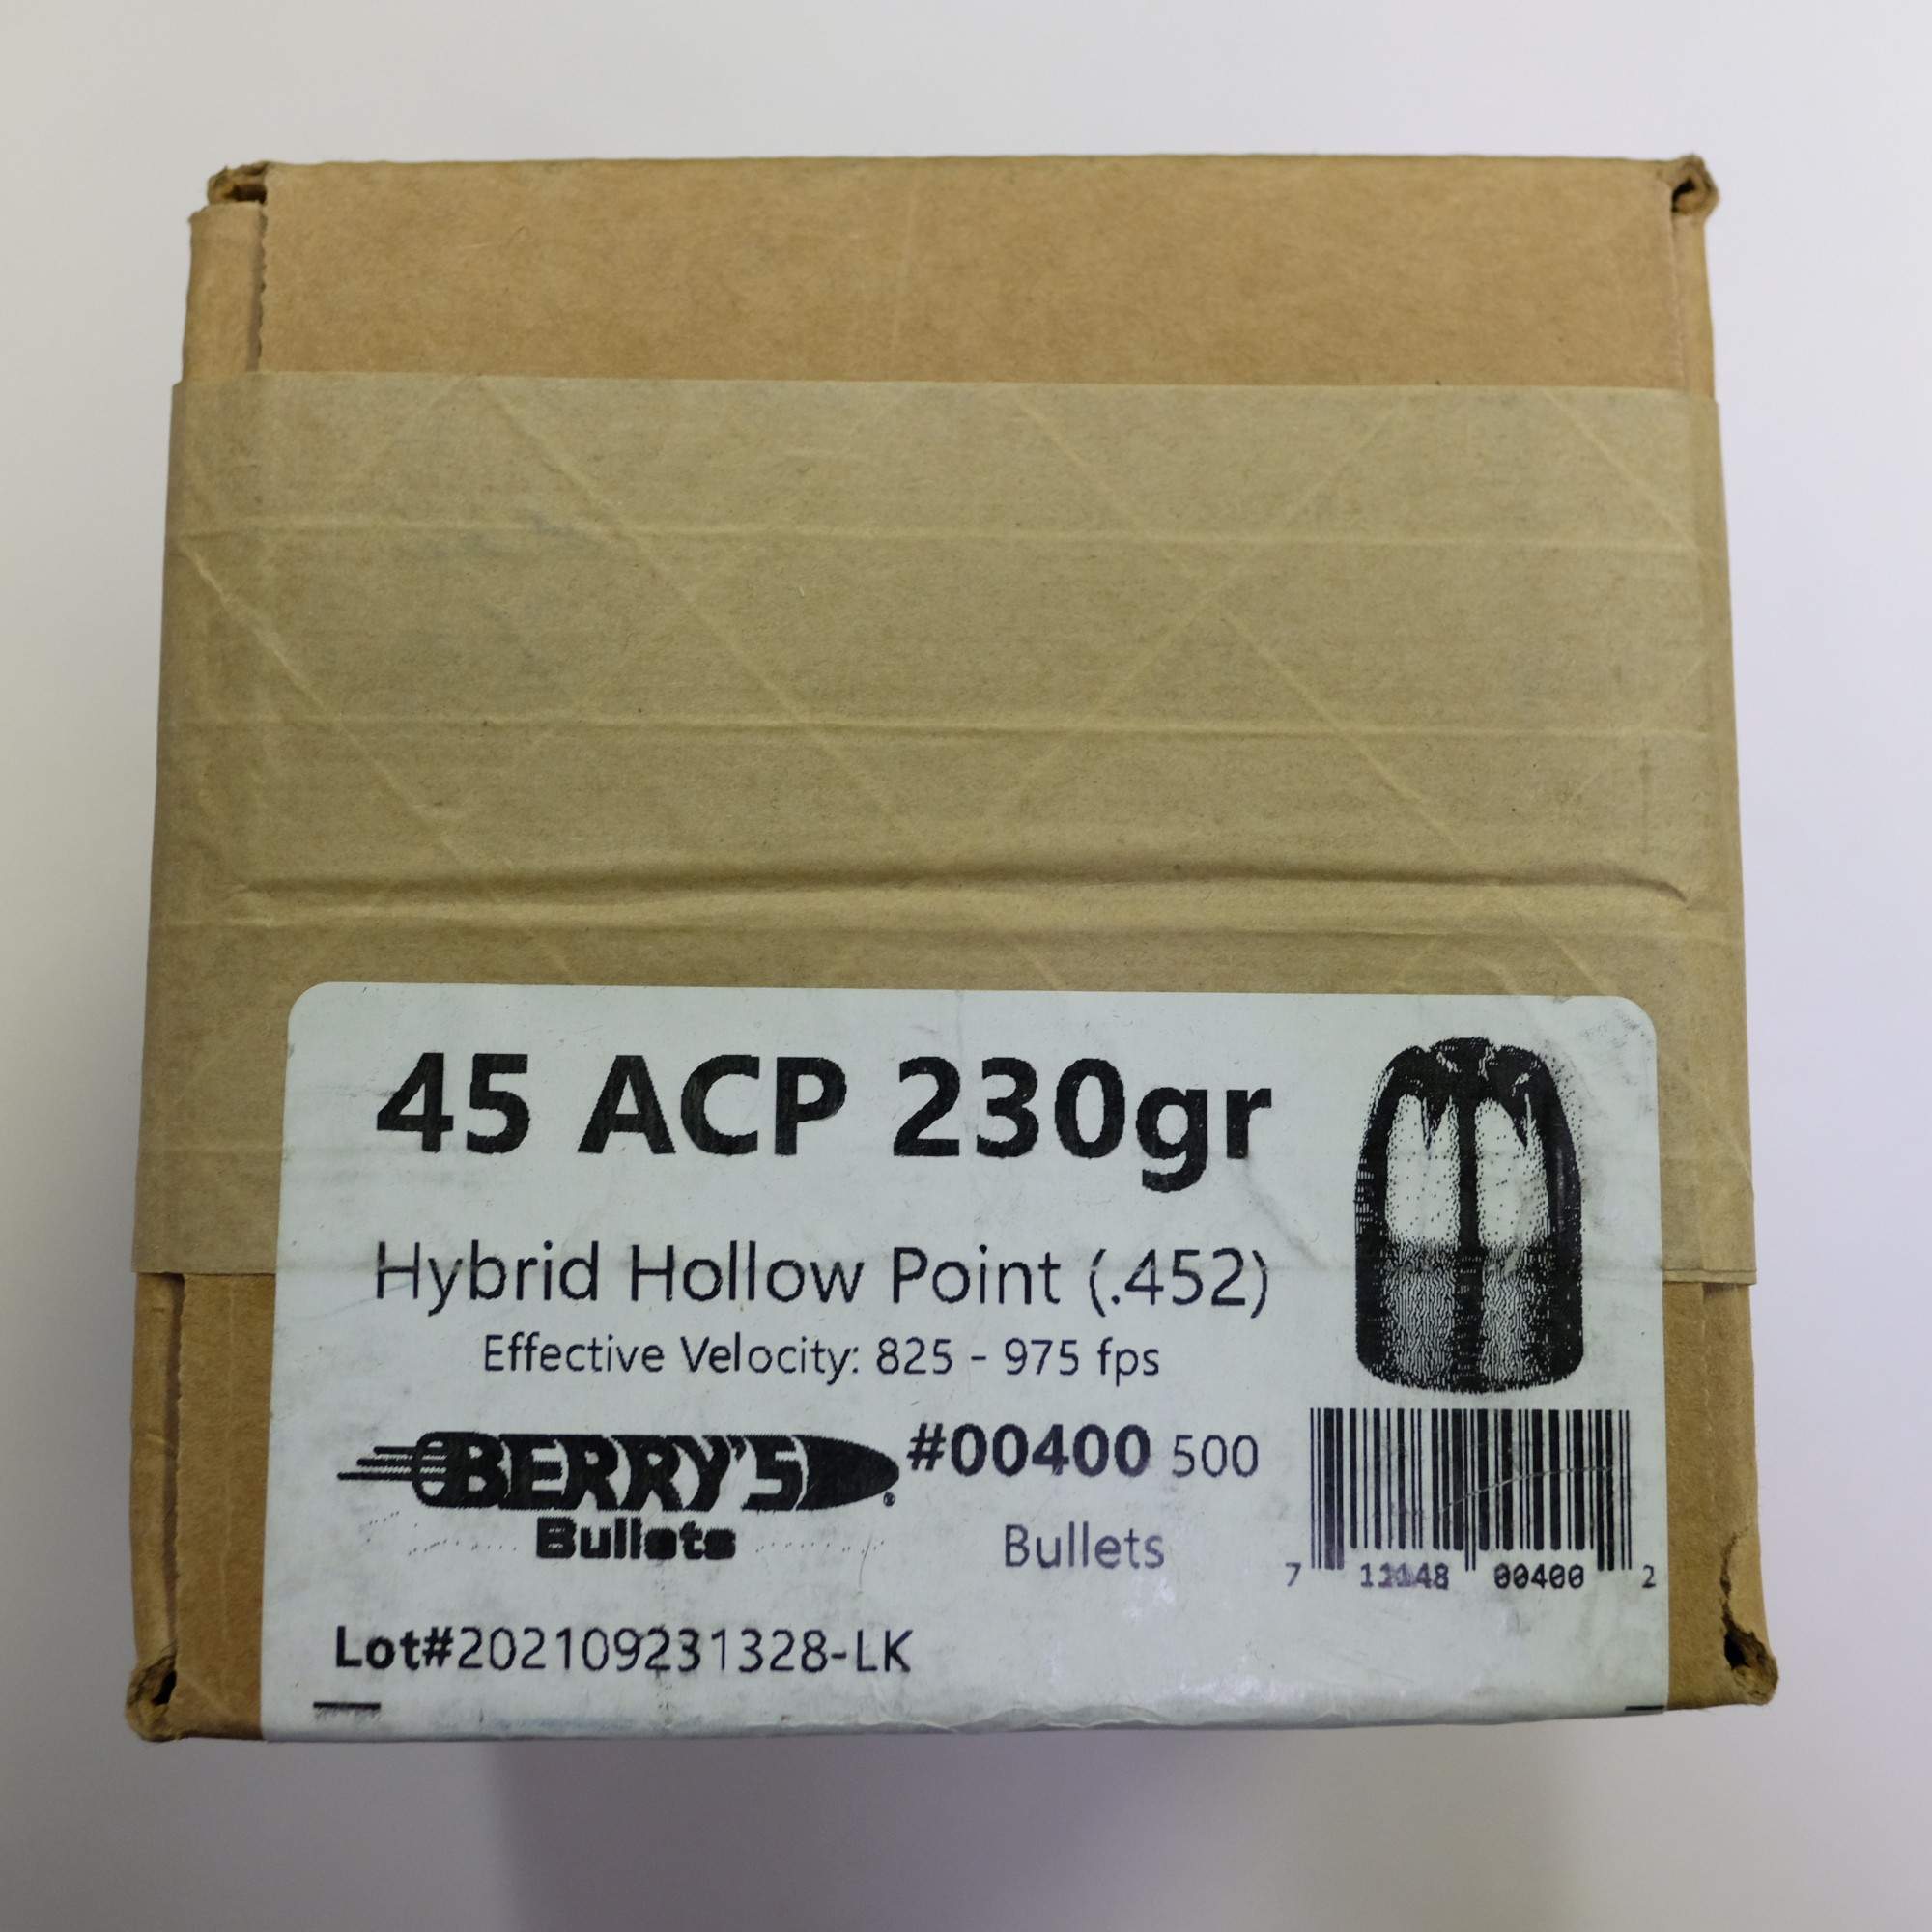 45 ACP 230gr
Hybrid Hollow Point (.452)
Effective Velocity: 825 - 975 fps
BERRY'S ®
Bullets
#00400 500
Bullets
7 00400 2
Lot#202109231328-LK